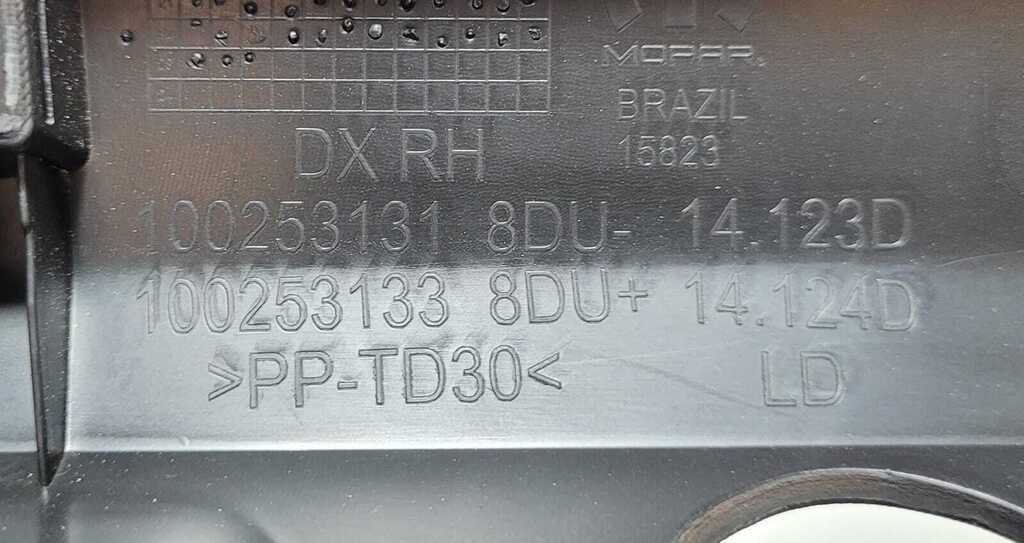 MOPAR
BRAZIL
15823
DX RH
100253131 8DU- 14.123D
100253133 8DU+ 14.124D
>PP-TD30< LD